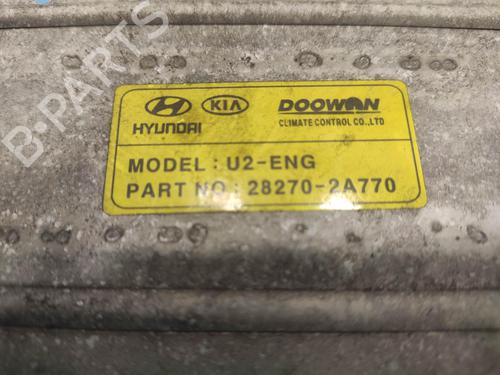 B-PARTS
HYUNDAI KIA DOOWON
CLIMATE CONTROL CO.,LTD
MODEL : U2-ENG
PART NO : 28270-2A770